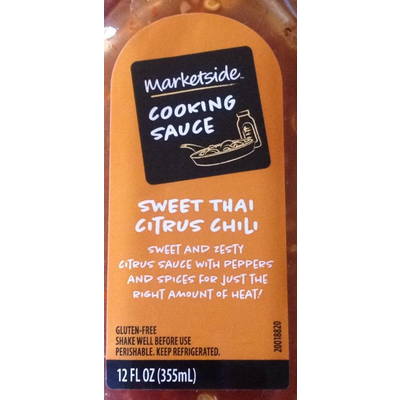 Marketside™
COOKING
SAUCE
SWEET THAI
CITRUS CHILI
SWEET AND ZESTY
CITRUS SAUCE WITH PEPPERS
AND SPICES FOR JUST THE
RIGHT AMOUNT OF HEAT!
GLUTEN-FREE
SHAKE WELL BEFORE USE
PERISHABLE. KEEP REFRIGERATED.
20018820
12 FL OZ (355mL)